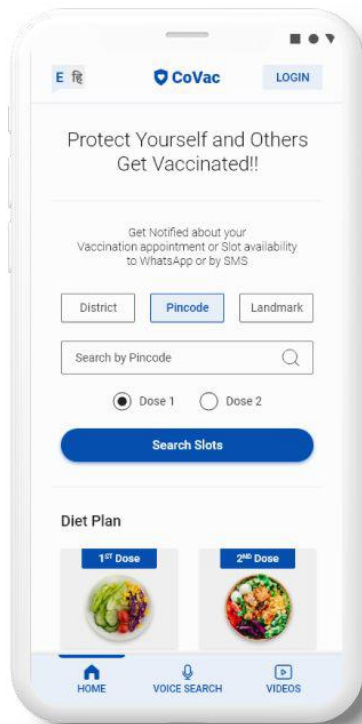 E हि
CoVac
LOGIN
Protect Yourself and Others
Get Vaccinated!!
Get Notified about your
Vaccination appointment or Slot availability
to WhatsApp or by SMS
District
Pincode
Landmark
Search by Pincode
Dose 1
Dose 2
Search Slots
Diet Plan
1ST Dose
2ND Dose
HOME
VOICE SEARCH
VIDEOS